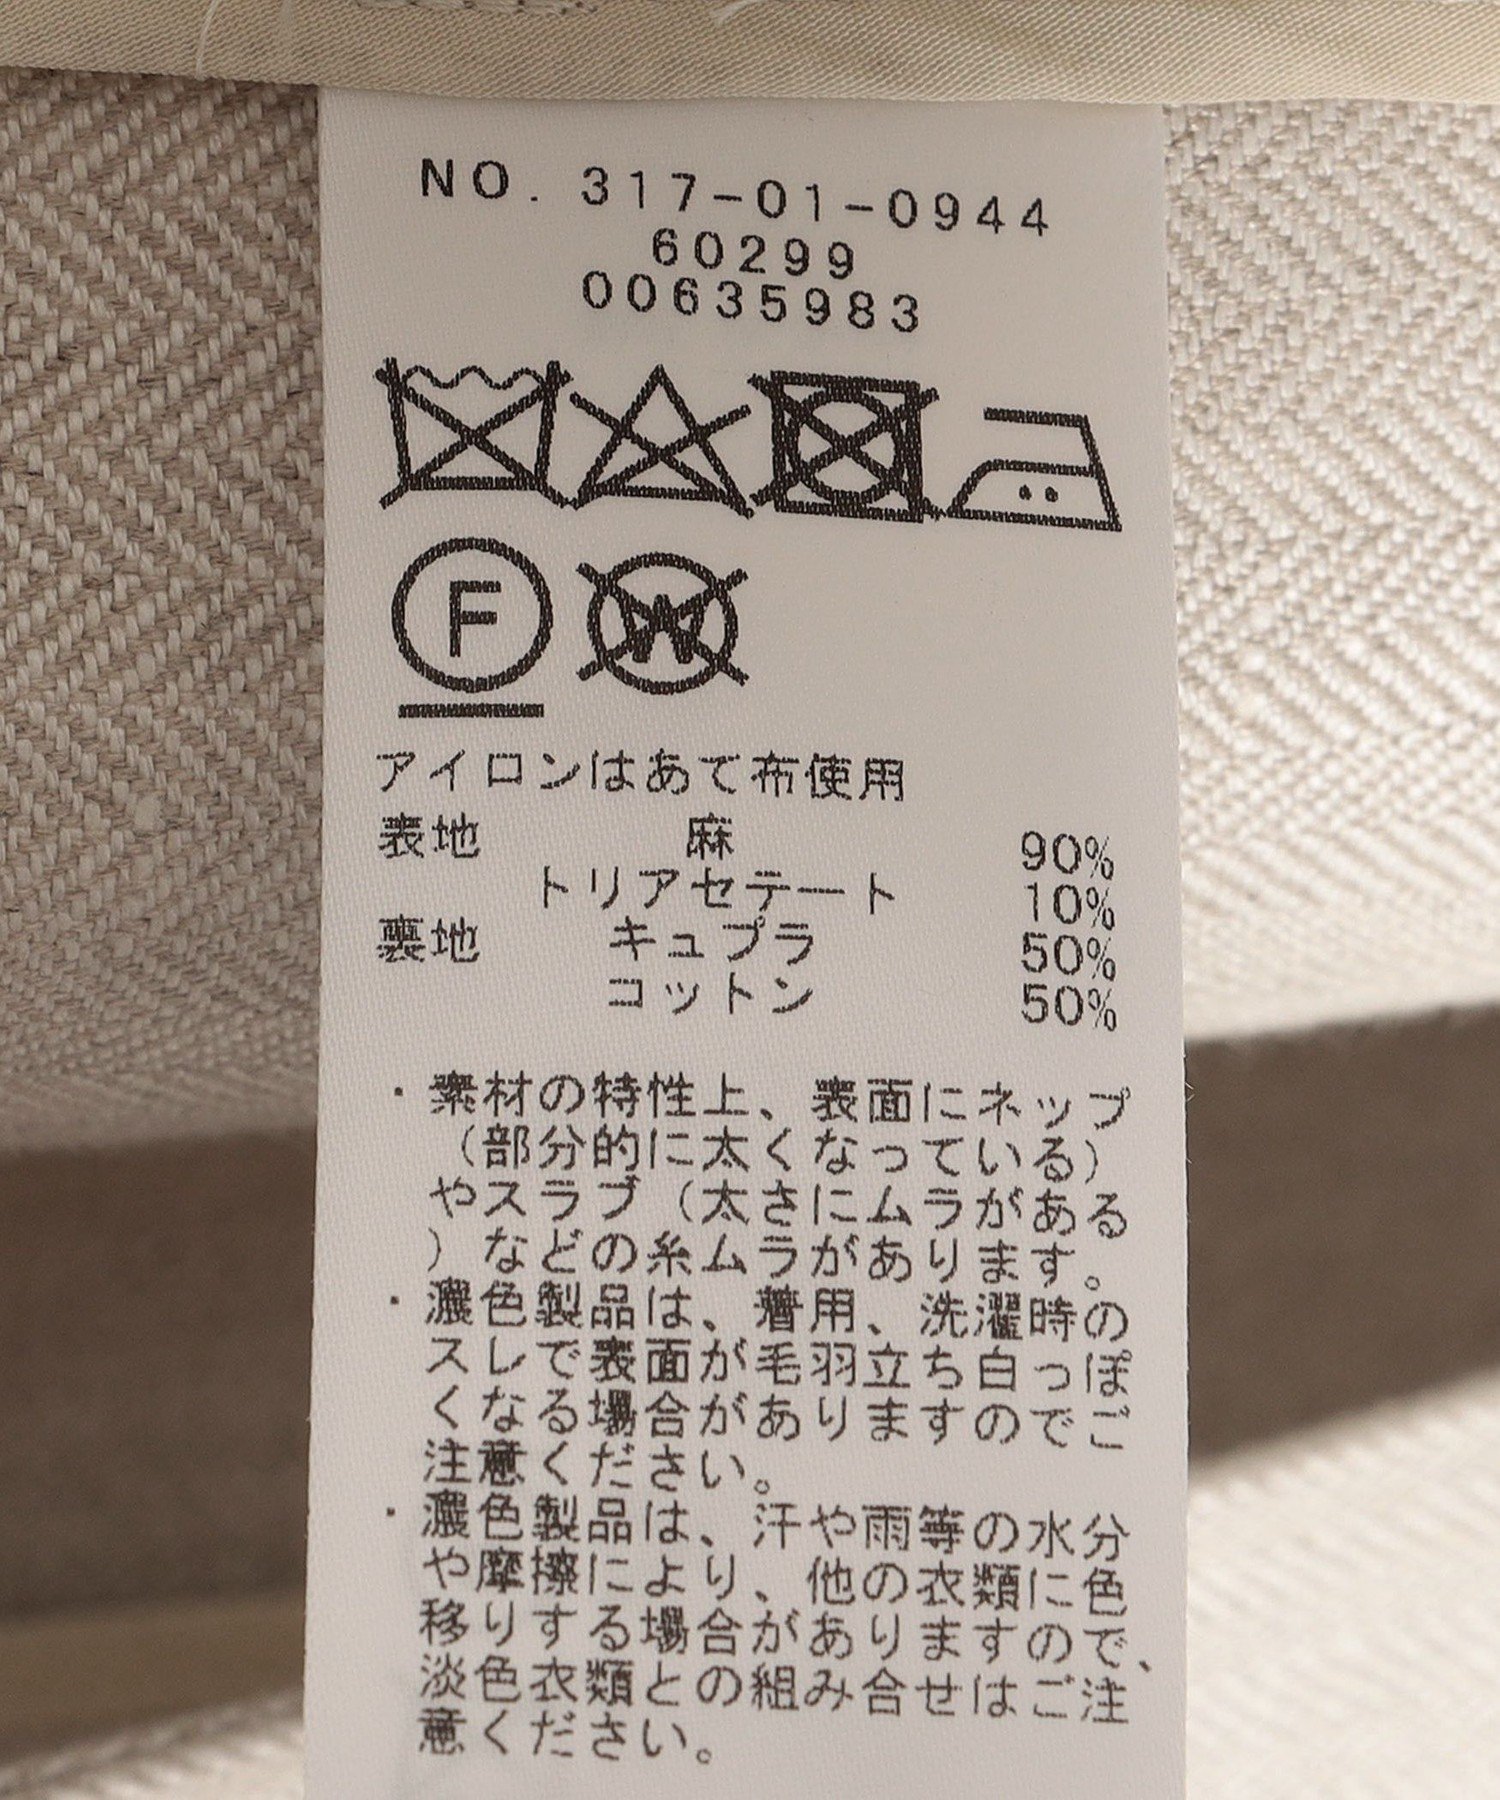 NO. 317-01-0944
60299
00635983
F
W
アイロンはあて布使用
表地 麻 90%
トリアセテート 10%
裏地 キュプラ 50%
コットン 50%
・素材の特性上、表面にネップ
（部分的に太くなっている）
やスラブ（太さにムラがある
）などの糸ムラがあります。
・濃色製品は、着用、洗濯時の
スレで表面が毛羽立ち白っぽ
くなる場合がありますのでご
注意ください。
・濃色製品は、汗や雨等の水分
や摩擦により、他の衣類に色
移りする場合がありますので、
淡色衣類との組み合せはご注
意ください。